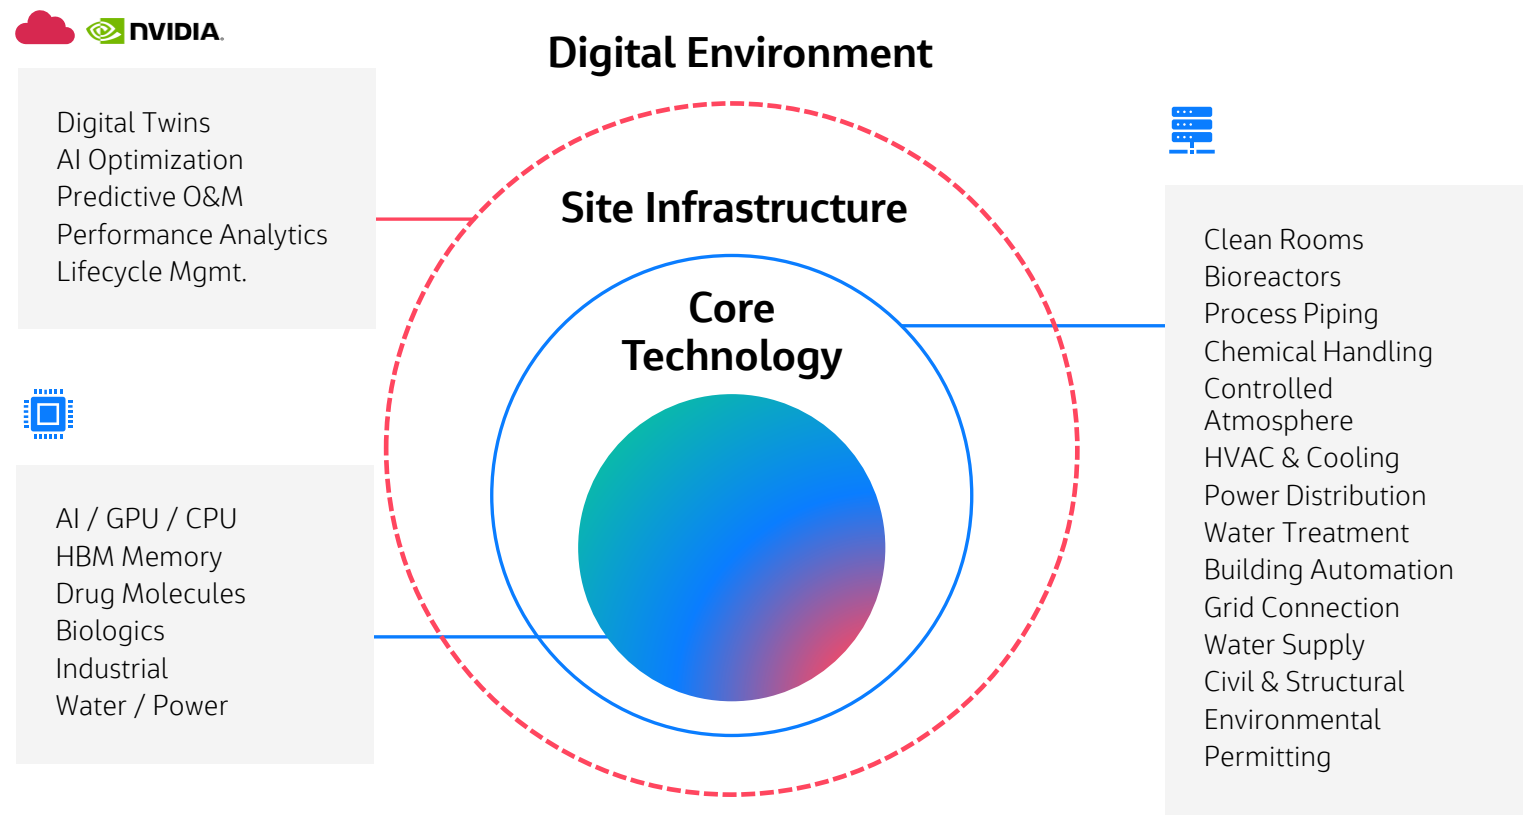 NVIDIA.
Digital Environment
Digital Twins
AI Optimization
Predictive O&M
Performance Analytics
Lifecycle Mgmt.
Site Infrastructure
Core
Technology
AI / GPU / CPU
HBM Memory
Drug Molecules
Biologics
Industrial
Water / Power
Clean Rooms
Bioreactors
Process Piping
Chemical Handling
Controlled
Atmosphere
HVAC & Cooling
Power Distribution
Water Treatment
Building Automation
Grid Connection
Water Supply
Civil & Structural
Environmental
Permitting